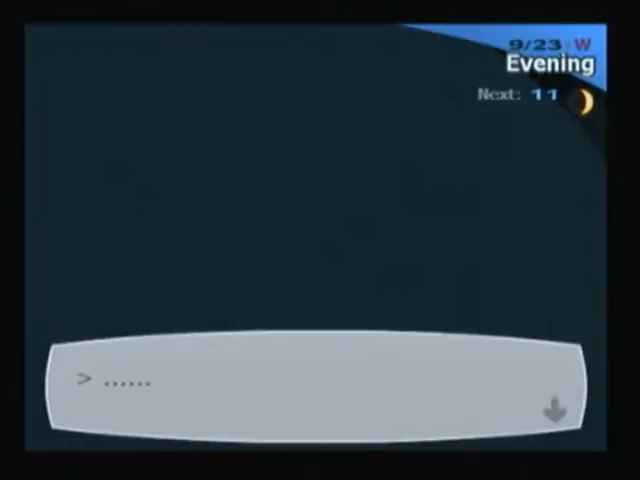 9/23 W
Evening
Next: 11
> ......